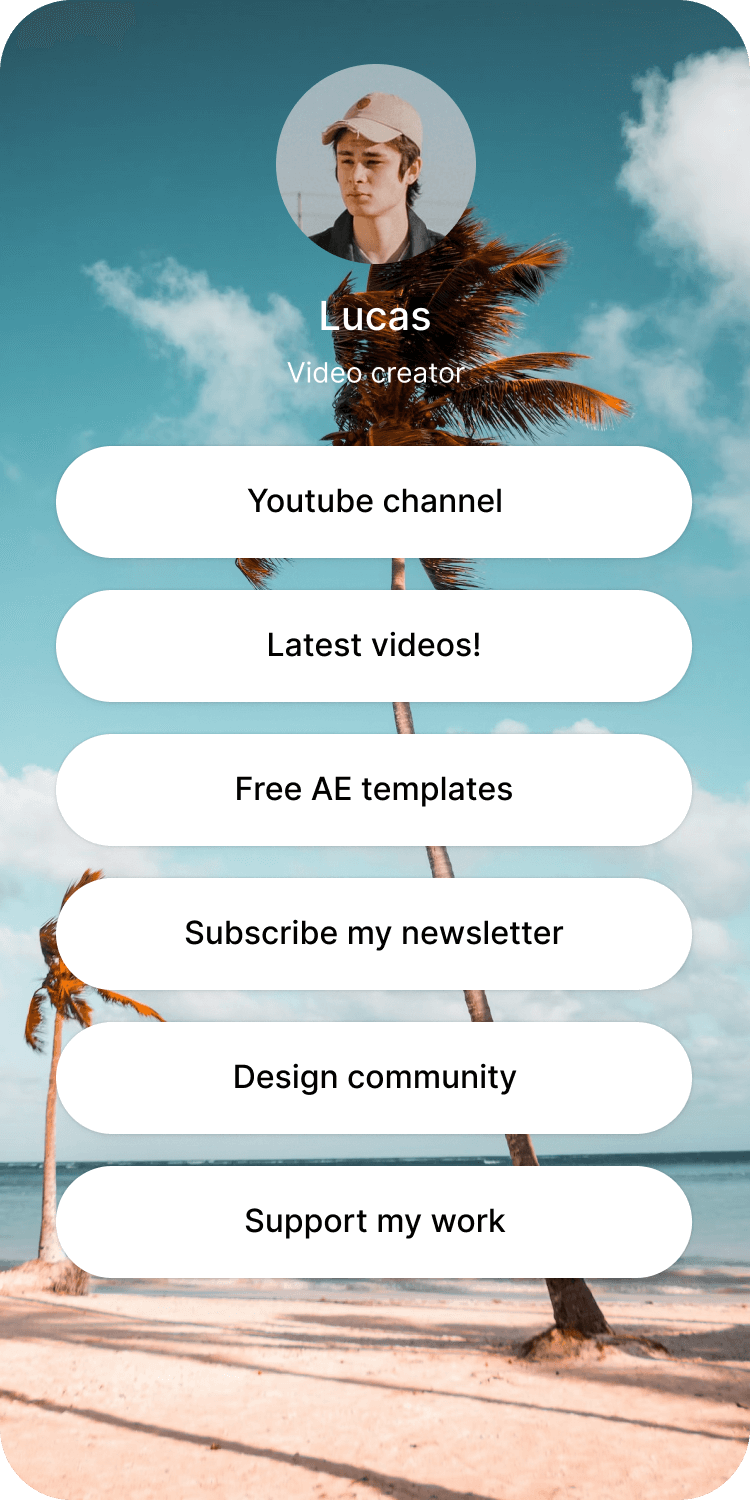 Lucas
Video creator
Youtube channel
Latest videos!
Free AE templates
Subscribe my newsletter
Design community
Support my work